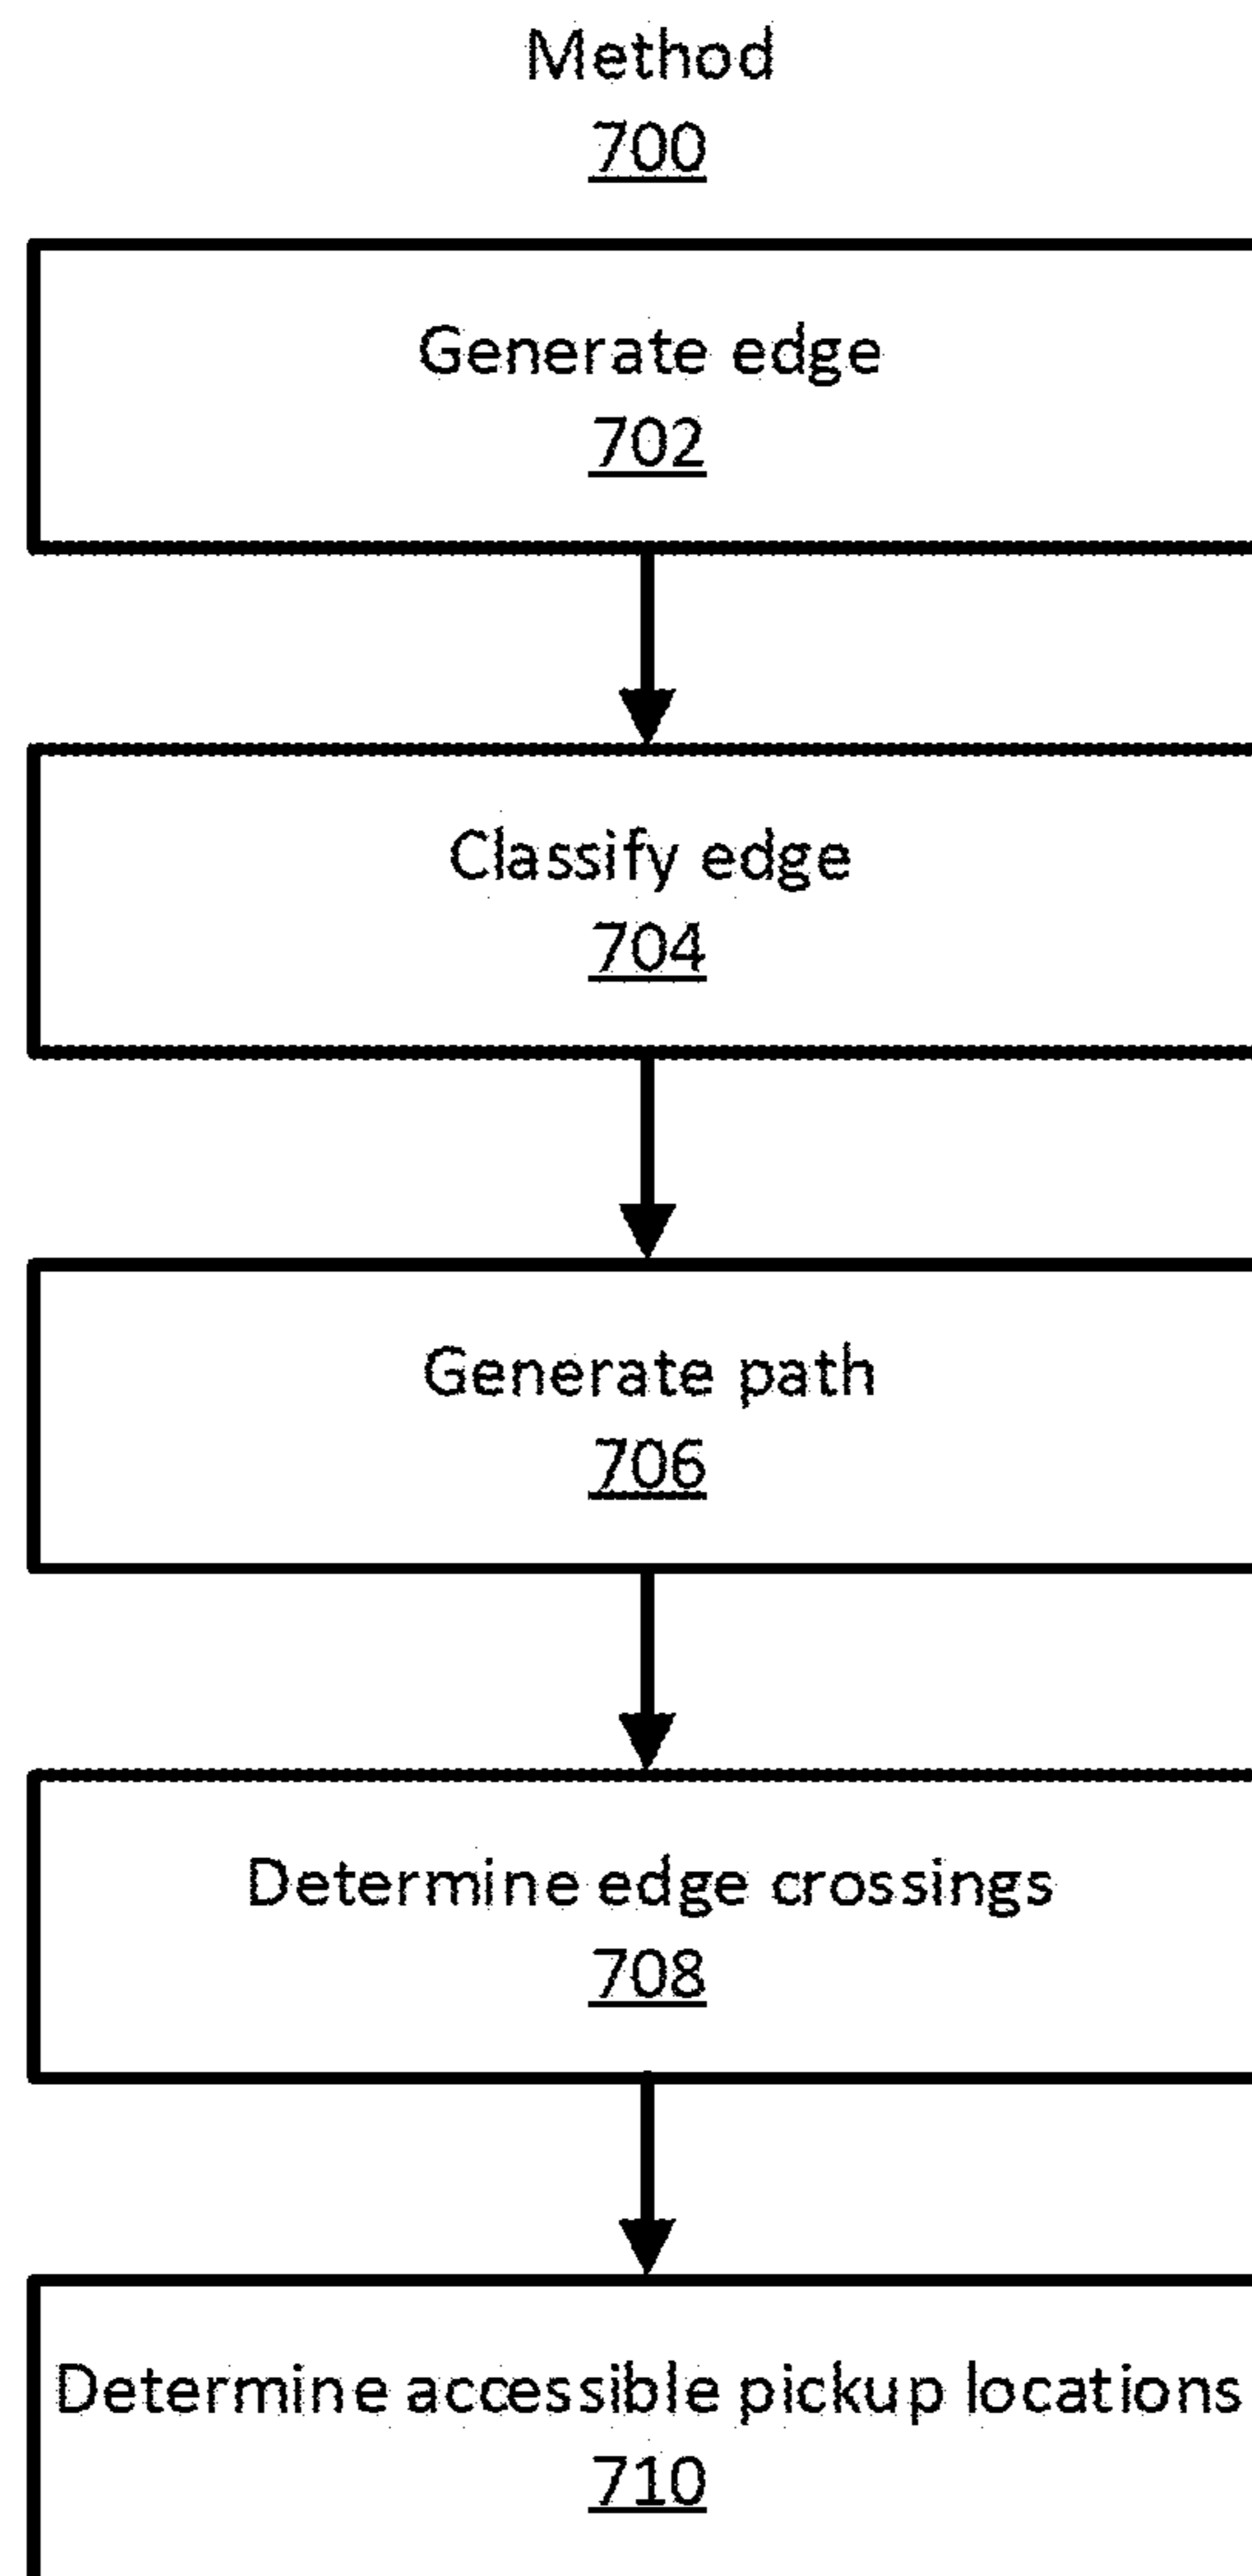 Method
700
Generate edge
702
Classify edge
704
Generate path
706
Determine edge crossings
708
Determine accessible pickup locations
710